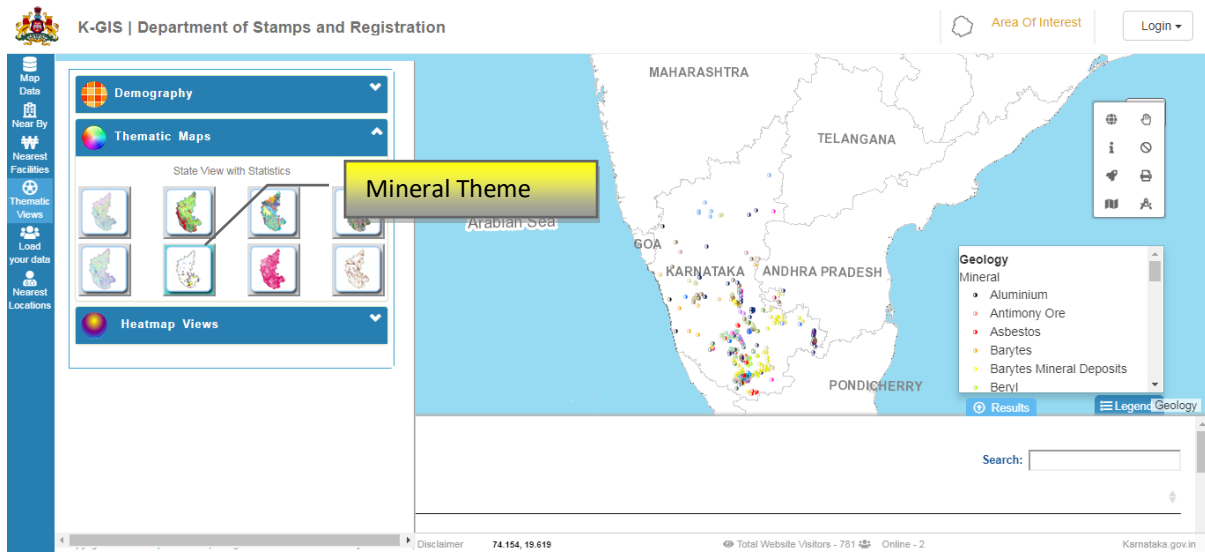 K-GIS | Department of Stamps and Registration
Area Of Interest
Login
Map
Data
Near By
Nearest
Facilities
Thematic
Views
Load
your data
Nearest
Locations
Demography
Thematic Maps
State View with Statistics
Mineral Theme
Heatmap Views
MAHARASHTRA
TELANGANA
Arabian Sea
GOA
KARNATAKA
ANDHRA PRADESH
PONDICHERRY
Geology
Mineral
Aluminium
Antimony Ore
Asbestos
Barytes
Barytes Mineral Deposits
Beryl
Results
Legend
Geology
Search:
Disclaimer
74.154, 19.619
Total Website Visitors - 781
Online - 2
Karnataka.gov.in